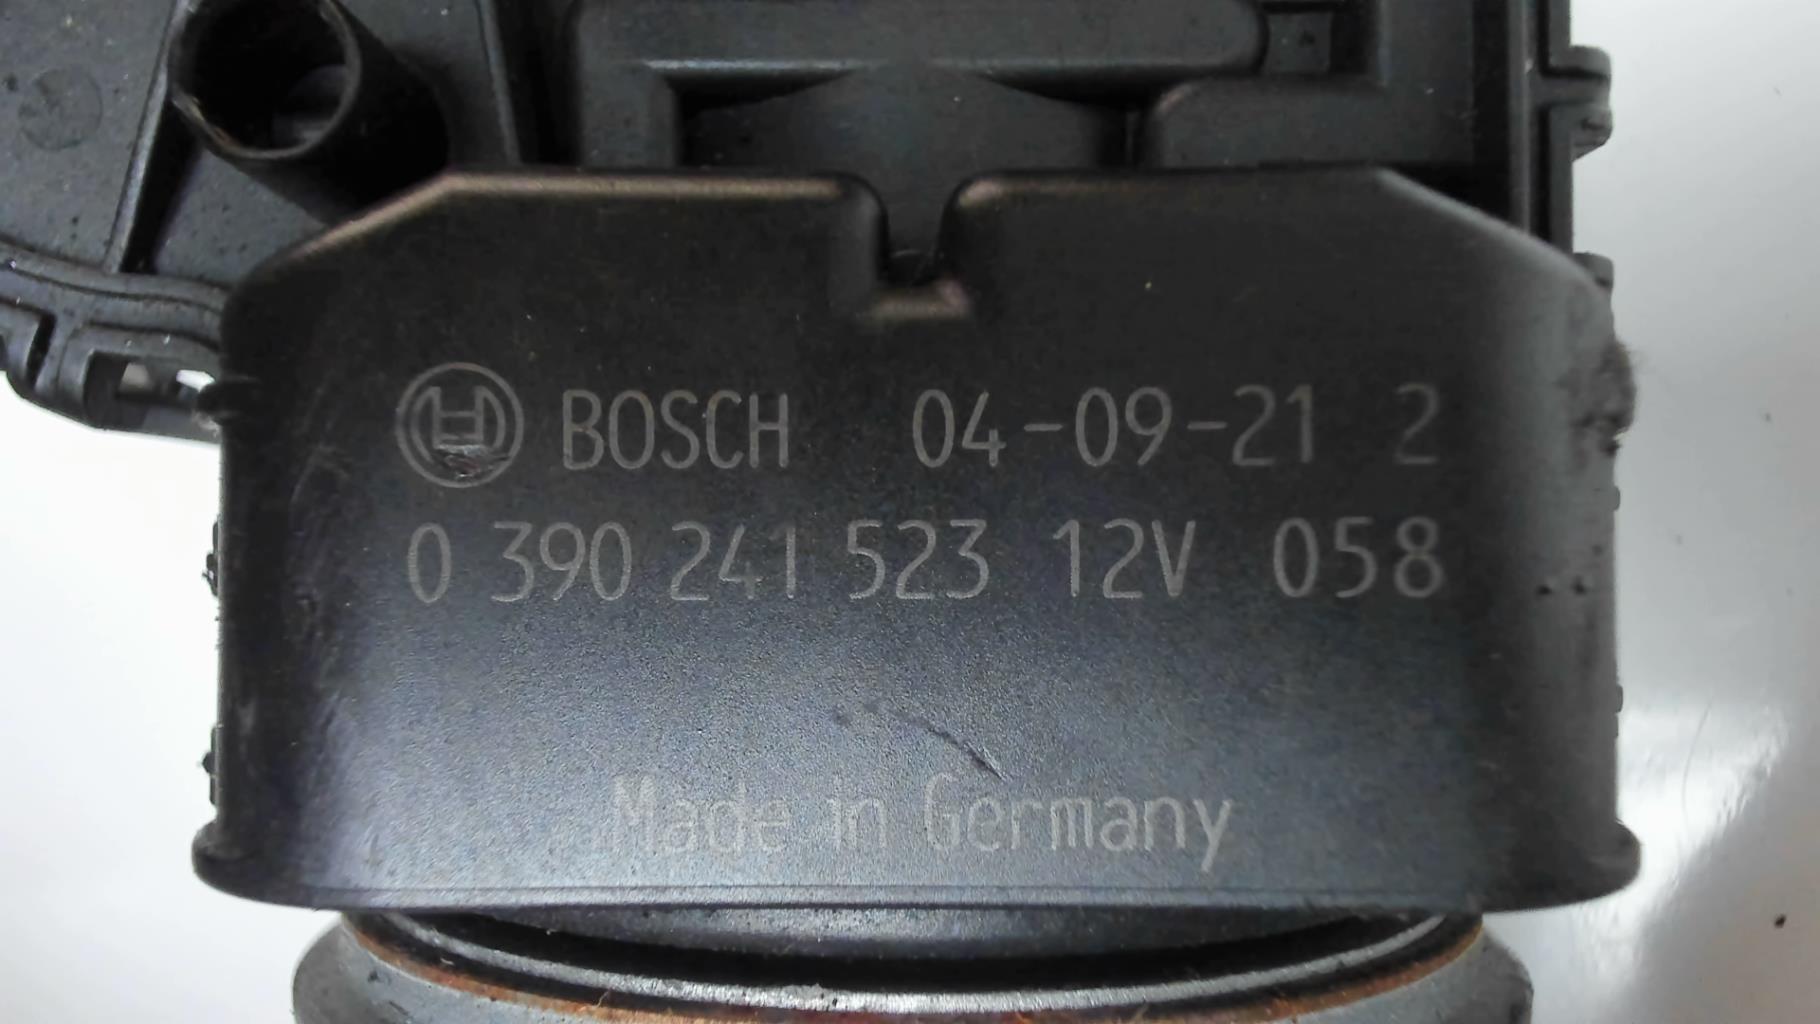 BOSCH 04-09-21 2
0 390 241 523 12V 058
Made in Germany